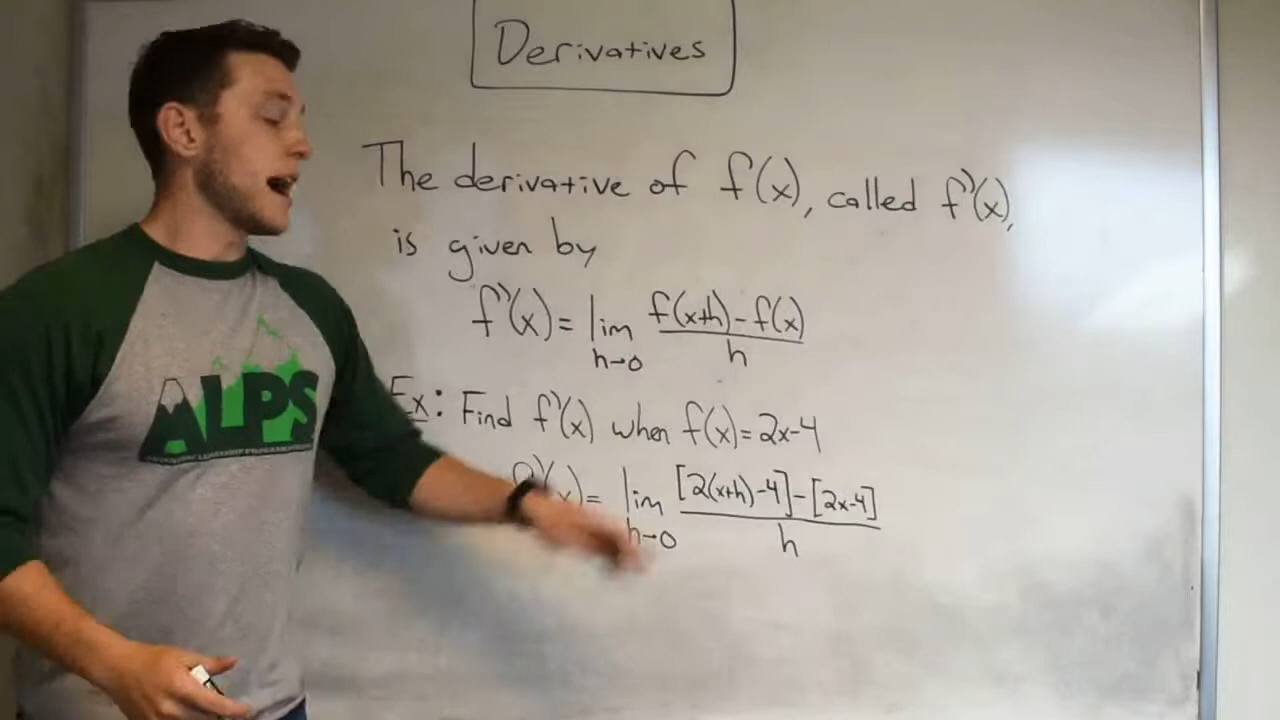 Derivatives
The derivative of f(x), called f'(x),
is given by
f'(x) = lim h→0 f(x+h) - f(x) / h
Ex: Find f'(x) when f(x) = 2x-4
f'(x) = lim h→0 [2(x+h)-4] - [2x-4] / h
ALPS